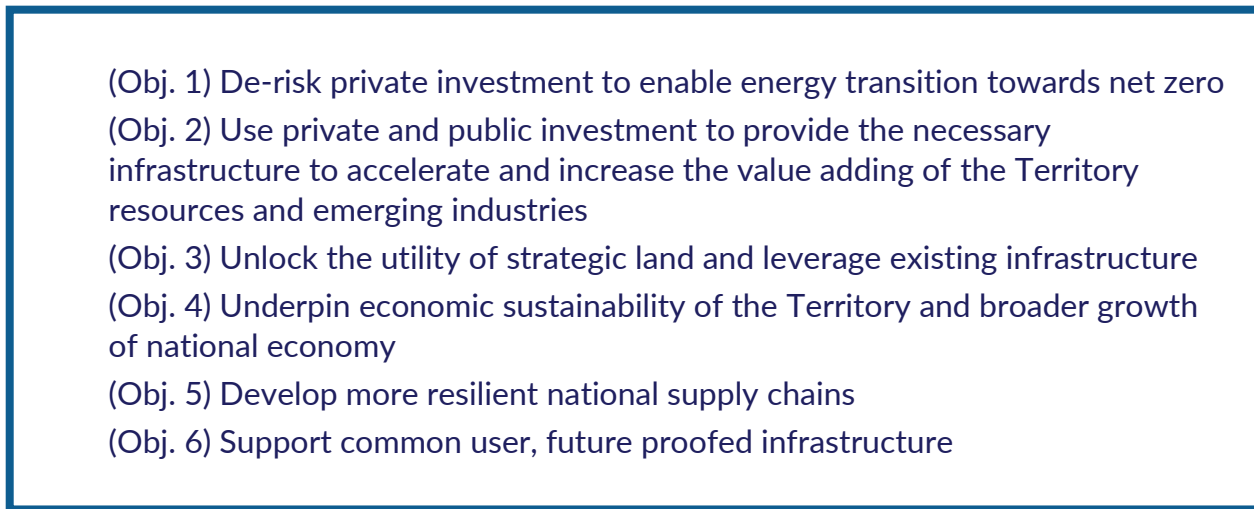 (Obj. 1) De-risk private investment to enable energy transition towards net zero
(Obj. 2) Use private and public investment to provide the necessary
infrastructure to accelerate and increase the value adding of the Territory
resources and emerging industries
(Obj. 3) Unlock the utility of strategic land and leverage existing infrastructure
(Obj. 4) Underpin economic sustainability of the Territory and broader growth
of national economy
(Obj. 5) Develop more resilient national supply chains
(Obj. 6) Support common user, future proofed infrastructure